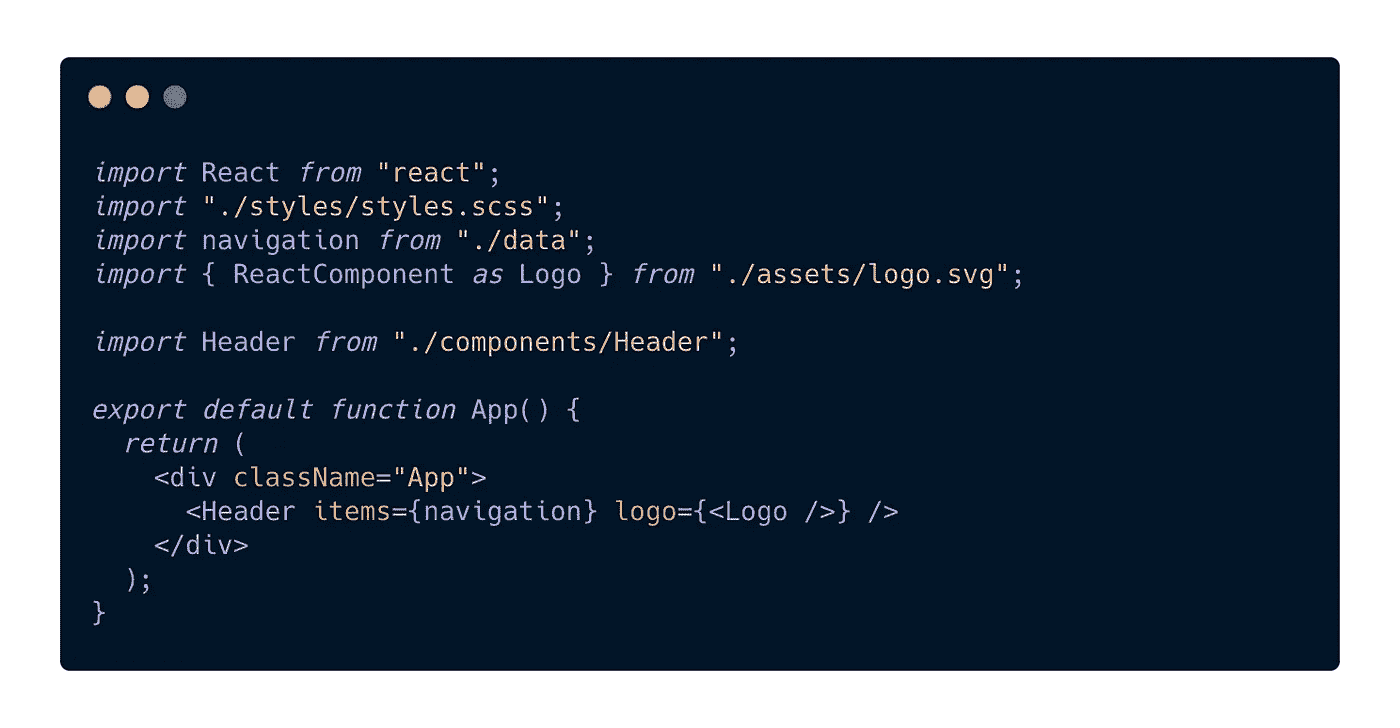 import React from "react";
import "./styles/styles.scss";
import navigation from "./data";
import { ReactComponent as Logo } from "./assets/logo.svg";

import Header from "./components/Header";

export default function App() {
  return (
    <div className="App">
      <Header items={navigation} logo={<Logo />} />
    </div>
  );
}